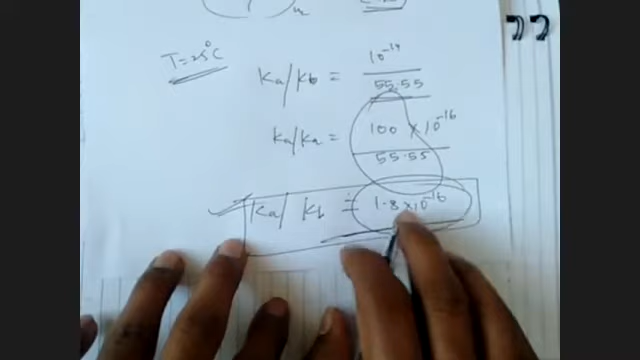 T=25°C
Ka/Kb = 10⁻¹⁴ / 55.55
Ka/Ka = 100 × 10⁻¹⁶ / 55.55
Ka/Kb = 1.8×10⁻¹⁶